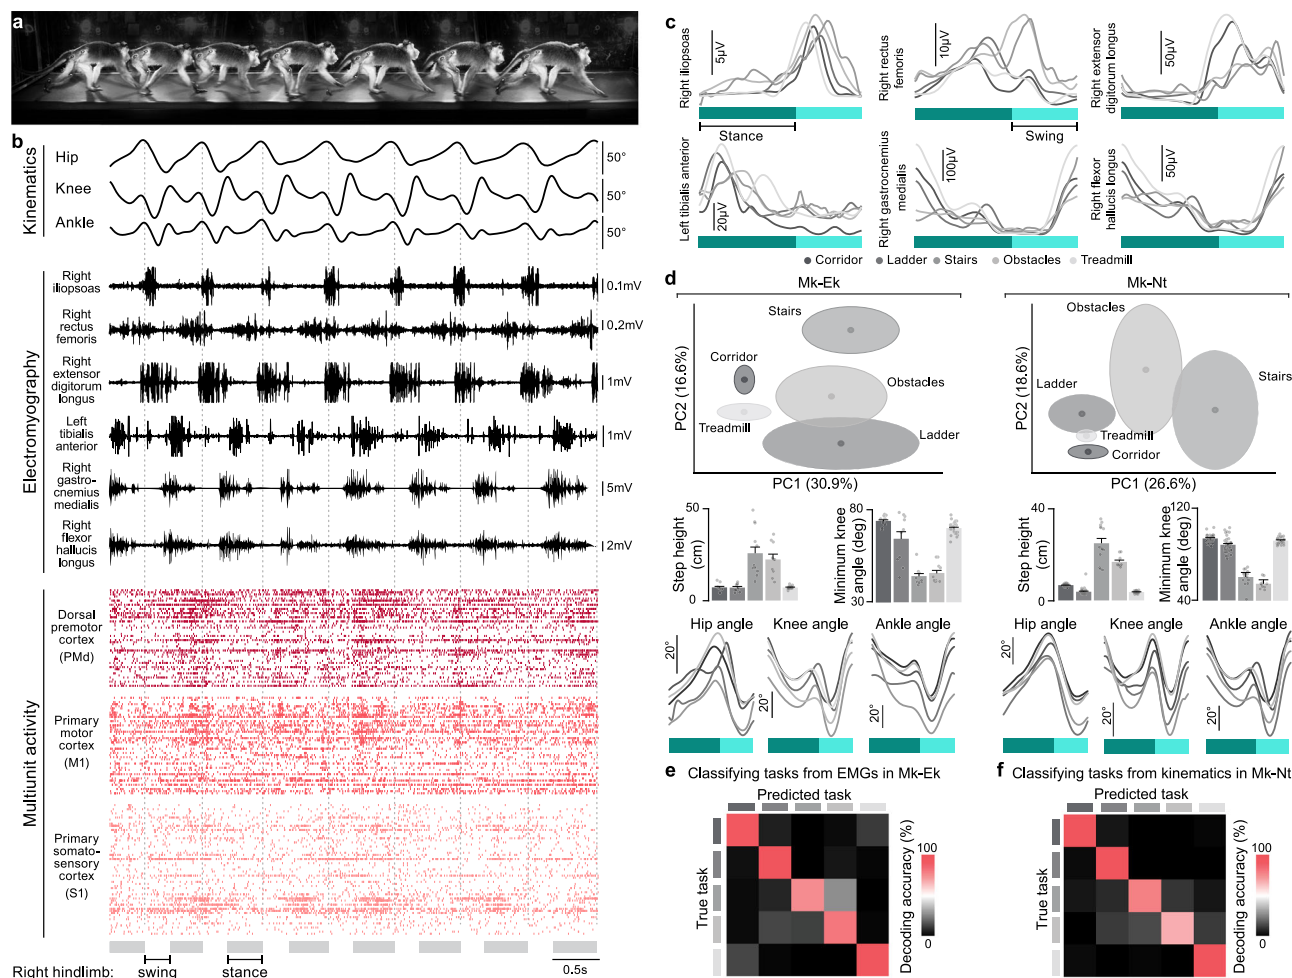 a
b
Kinematics
Hip
50°
Knee
50°
Ankle
50°
Electromyography
Right
iliopsoas
0.1mV
Right
rectus
femoris
0.2mV
Right
extensor
digitorum
longus
1mV
Left
tibialis
anterior
1mV
Right
gastro-
cnemius
medialis
5mV
Right
flexor
hallucis
longus
2mV
Multiunit activity
Dorsal
premotor
cortex
(PMd)
Primary
motor
cortex
(M1)
Primary
somato-
sensory
cortex
(S1)
Right hindlimb:
swing
stance
0.5s
c
Right iliopsoas
5µV
Right rectus
femoris
10µV
Right extensor
digitorum longus
50µV
Stance
Swing
Left tibialis anterior
20µV
Right gastrocnemius
medialis
100µV
Right flexor
hallucis longus
50µV
Corridor
Ladder
Stairs
Obstacles
Treadmill
d
Mk-Ek
Stairs
Corridor
Obstacles
Treadmill
Ladder
PC2 (16.6%)
PC1 (30.9%)
Mk-Nt
Obstacles
Ladder
Stairs
Treadmill
Corridor
PC2 (18.6%)
PC1 (26.6%)
Step height
(cm)
50
0
Minimum knee
angle (deg)
80
30
Step height
(cm)
60
0
Minimum knee
angle (deg)
120
40
Hip angle
Knee angle
Ankle angle
20°
20°
20°
Hip angle
Knee angle
Ankle angle
20°
20°
20°
e
Classifying tasks from EMGs in Mk-Ek
Predicted task
True task
Decoding accuracy (%)
100
0
f
Classifying tasks from kinematics in Mk-Nt
Predicted task
True task
Decoding accuracy (%)
100
0